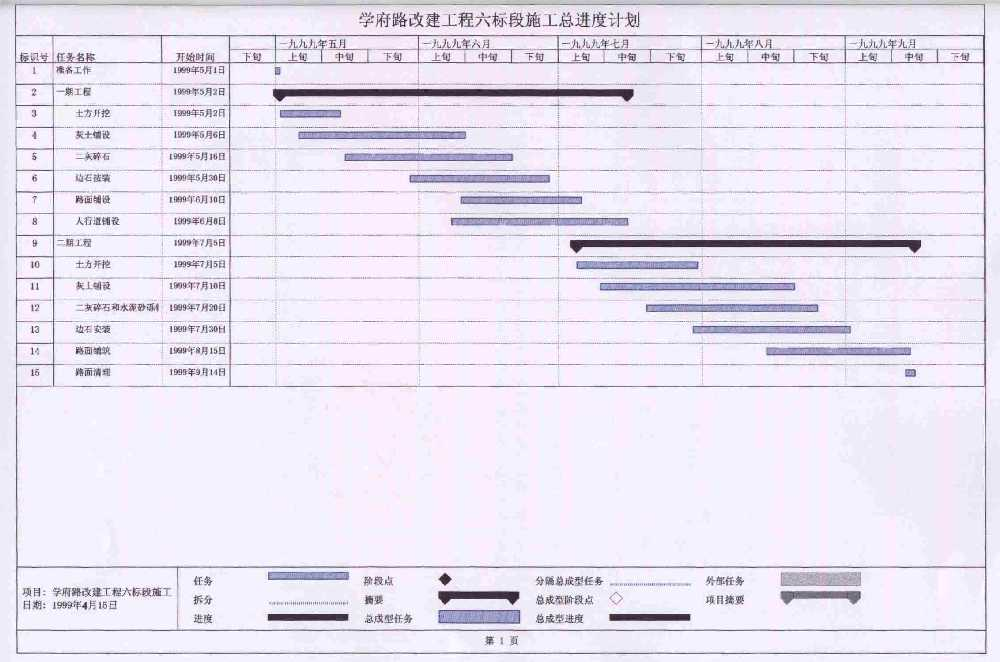 学府路改建工程六标段施工总进度计划
标识号 任务名称 开始时间 下旬 一九九九年五月 上旬 中旬 下旬 一九九九年六月 上旬 中旬 下旬 一九九九年七月 上旬 中旬 下旬 一九九九年八月 上旬 中旬 下旬 一九九九年九月 上旬 中旬 下旬
1 准备工作 1999年5月1日
2 一期工程 1999年5月2日
3 土方开挖 1999年5月2日
4 灰土铺设 1999年5月6日
5 二灰碎石 1999年5月16日
6 边石按装 1999年5月30日
7 路面铺设 1999年6月10日
8 人行道铺设 1999年6月8日
9 二期工程 1999年7月5日
10 土方开挖 1999年7月5日
11 灰土铺设 1999年7月10日
12 二灰碎石和水泥砂砾 1999年7月20日
13 边石安装 1999年7月30日
14 路面铺筑 1999年8月15日
15 路面清理 1999年9月14日
项目: 学府路改建工程六标段施工
日期: 1999年4月18日
任务 阶段点 分隔总成型任务 外部任务
拆分 摘要 总成型阶段点 项目摘要
进度 总成型任务 总成型进度
第 1 页